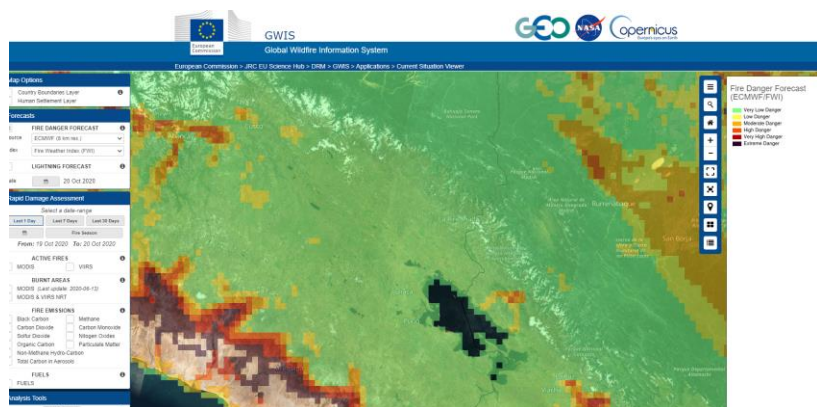 European
Commission
GWIS
Global Wildfire Information System
GEO
NASA
opernicus
European Commission > JRC EU Science Hub > DRM > GWIS > Applications > Current Situation Viewer
Map Options
Country Boundaries Layer
Human Settlement Layer
Forecasts
FIRE DANGER FORECAST
ECMWF (8 km res.)
Fire Weather Index (FWI)
LIGHTNING FORECAST
20 Oct 2020
Rapid Damage Assessment
Select a date range
Last 1 Day
Last 7 Days
Last 30 Days
Fire Season
From: 19 Oct 2020 To: 20 Oct 2020
ACTIVE FIRES
MODIS
VIIRS
BURNT AREAS
MODIS (Last update: 2020-08-13)
MODIS & VIIRS NRT
FIRE EMISSIONS
Black Carbon
Methane
Carbon Dioxide
Carbon Monoxide
Sulfur Dioxide
Nitrogen Oxides
Organic Carbon
Particulate Matter
Non-Methane Hydro-Carbon
Total Carbon in Aerosols
FUELS
FUELS
Analysis Tools
Rurrenabaque
San Borja
Fire Danger Forecast
(ECMWF/FWI)
Very Low Danger
Low Danger
Moderate Danger
High Danger
Very High Danger
Extreme Danger